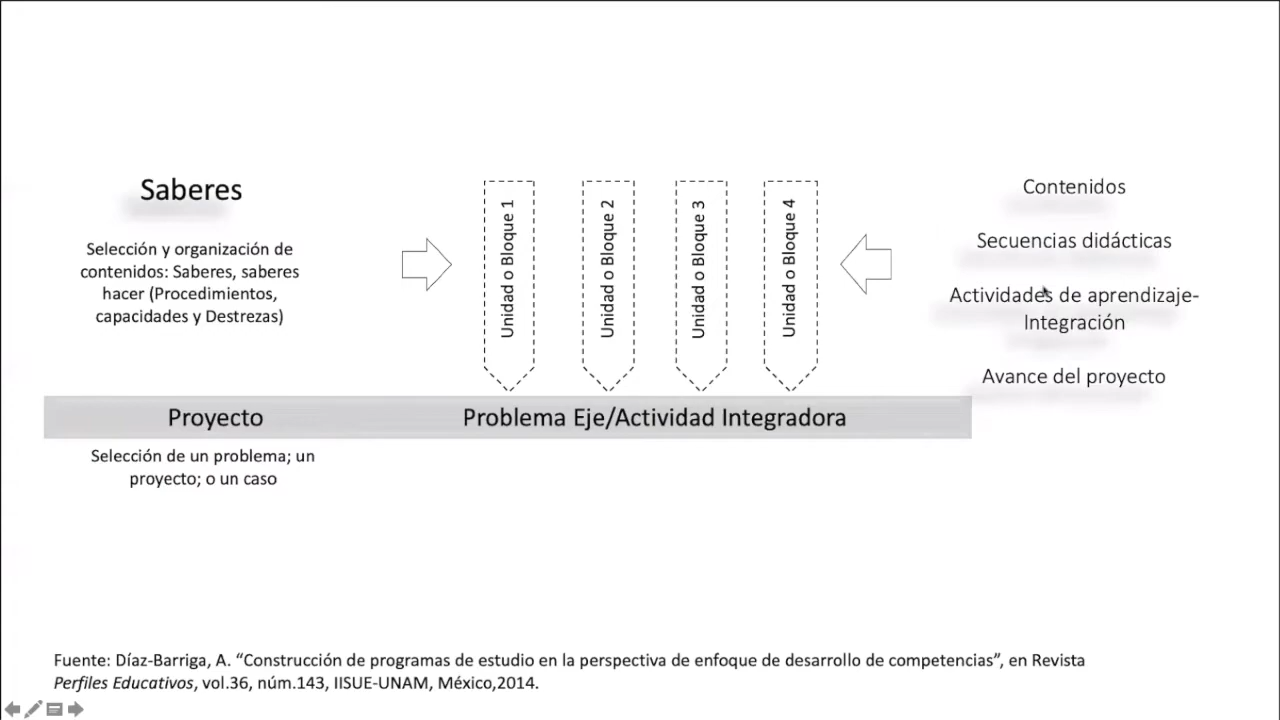 Saberes
Selección y organización de
contenidos: Saberes, saberes
hacer (Procedimientos,
capacidades y Destrezas)
Unidad o Bloque 1
Unidad o Bloque 2
Unidad o Bloque 3
Unidad o Bloque 4
Contenidos
Secuencias didácticas
Actividades de aprendizaje-
Integración
Avance del proyecto
Proyecto
Problema Eje/Actividad Integradora
Selección de un problema; un
proyecto; o un caso
Fuente: Díaz-Barriga, A. “Construcción de programas de estudio en la perspectiva de enfoque de desarrollo de competencias”, en Revista
Perfiles Educativos, vol.36, núm.143, IISUE-UNAM, México,2014.